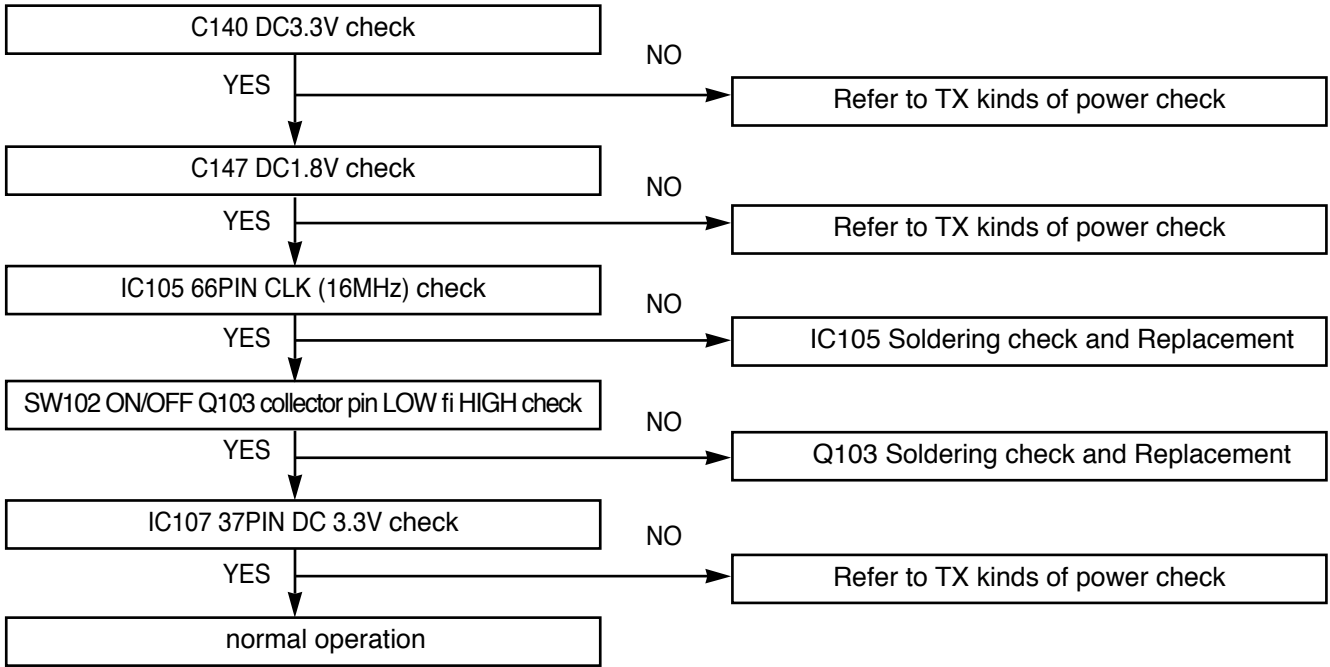 C140 DC3.3V check
NO
YES
Refer to TX kinds of power check
C147 DC1.8V check
NO
YES
Refer to TX kinds of power check
IC105 66PIN CLK (16MHz) check
NO
YES
IC105 Soldering check and Replacement
SW102 ON/OFF Q103 collector pin LOW fi HIGH check
NO
YES
Q103 Soldering check and Replacement
IC107 37PIN DC 3.3V check
NO
YES
Refer to TX kinds of power check
normal operation